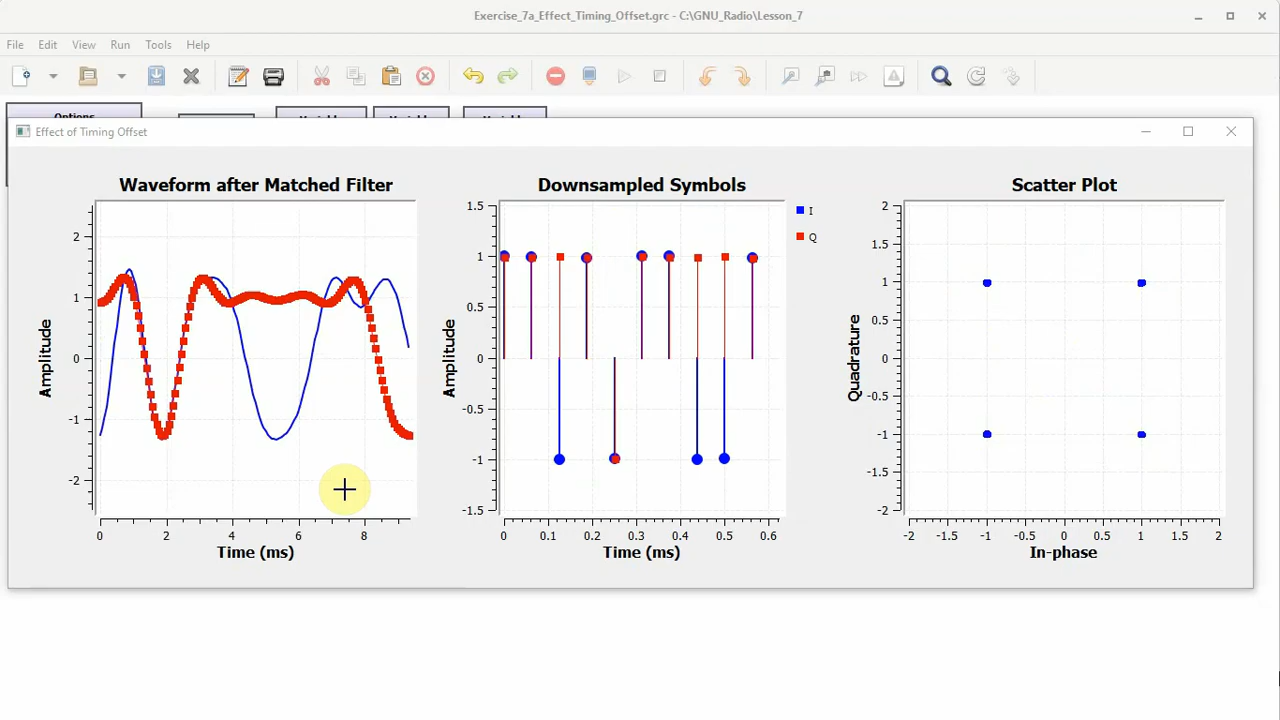 Exercise_7a_Effect_Timing_Offset.grc - C:\GNU_Radio\Lesson_7
File Edit View Run Tools Help
Options
Effect of Timing Offset
Waveform after Matched Filter
2
1
0
-1
-2
Amplitude
0 2 4 6 8
Time (ms)
Downsampled Symbols
1.5
1
0.5
0
-0.5
-1
-1.5
Amplitude
0 0.1 0.2 0.3 0.4 0.5 0.6
Time (ms)
I
Q
Scatter Plot
2
1.5
1
0.5
0
-0.5
-1
-1.5
-2
Quadrature
-2 -1.5 -1 -0.5 0 0.5 1 1.5 2
In-phase